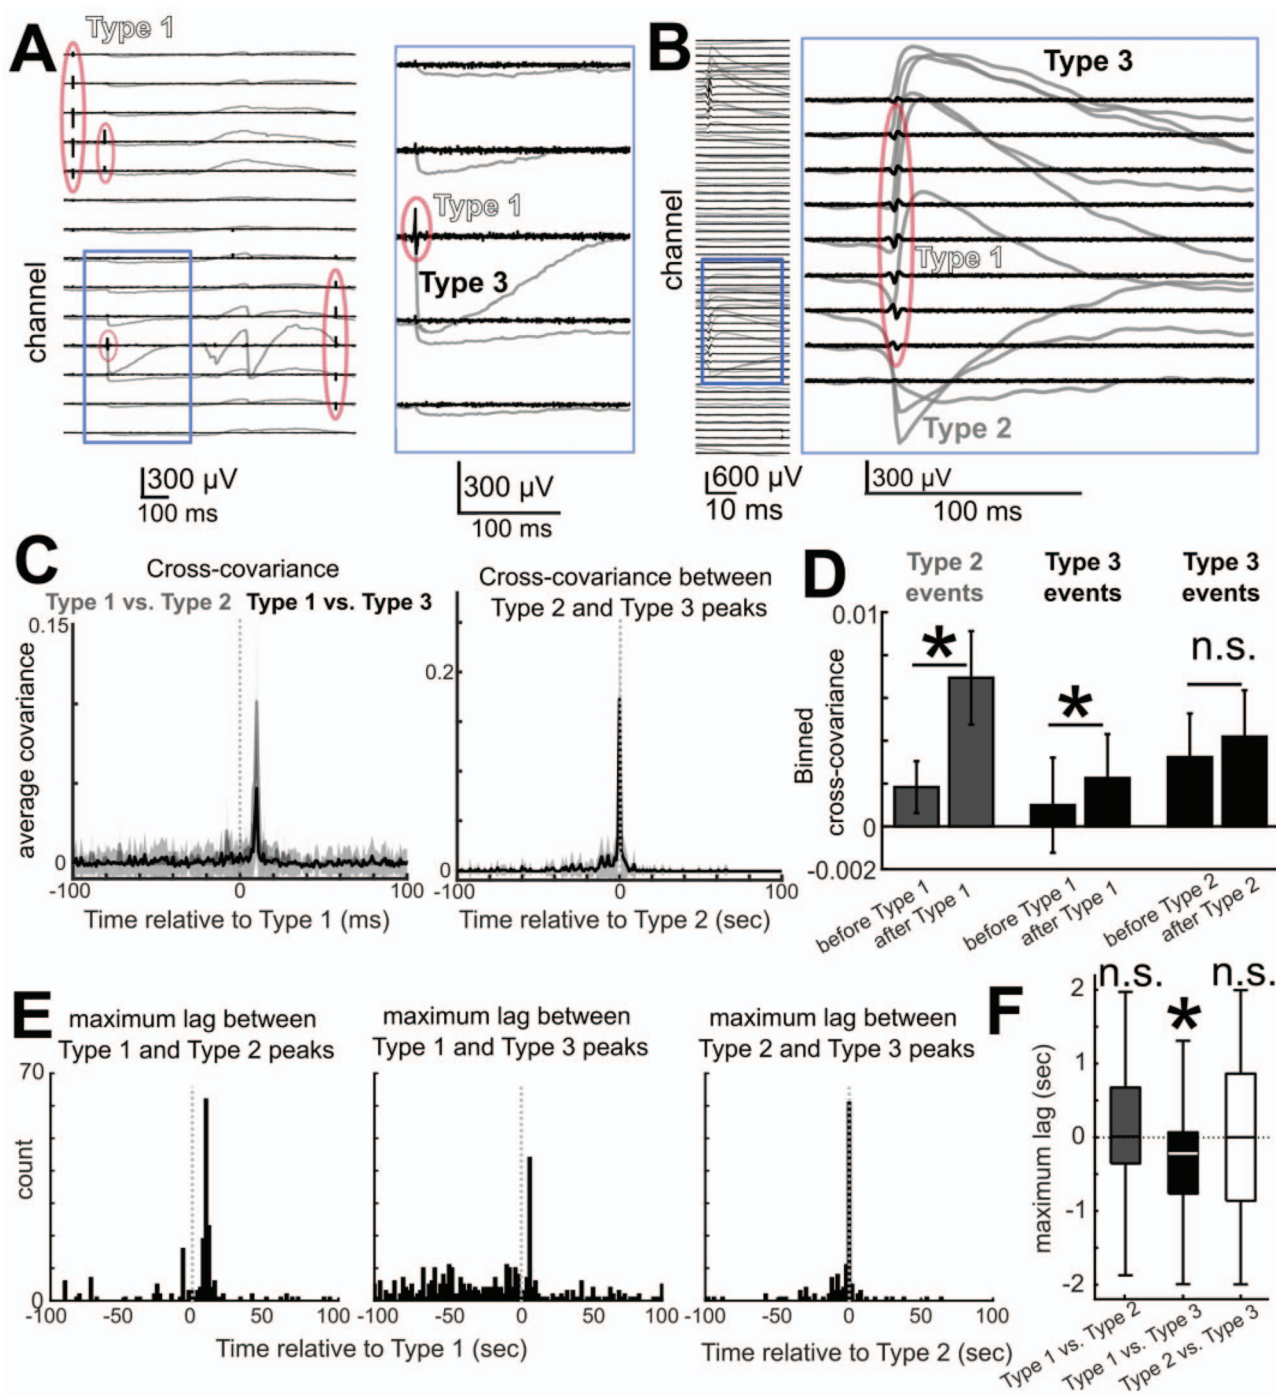 A
Type 1
channel
300 µV
100 ms
Type 1
Type 3
300 µV
100 ms
B
channel
600 µV
10 ms
Type 3
Type 1
Type 2
300 µV
100 ms
C
Cross-covariance
Type 1 vs. Type 2 Type 1 vs. Type 3
0.15
average covariance
0
-100 0 100
Time relative to Type 1 (ms)
Cross-covariance between
Type 2 and Type 3 peaks
0.2
0
-100 0 100
Time relative to Type 2 (sec)
D
Type 2
events
Type 3
events
Type 3
events
0.01
* * n.s.
Binned
cross-covariance
0
-0.002
before Type 1
after Type 1
before Type 1
after Type 1
before Type 2
after Type 2
E
maximum lag between
Type 1 and Type 2 peaks
70
count
0
-100 -50 0 50 100
maximum lag between
Type 1 and Type 3 peaks
-100 -50 0 50 100
Time relative to Type 1 (sec)
maximum lag between
Type 2 and Type 3 peaks
-100 -50 0 50 100
Time relative to Type 2 (sec)
F
n.s. * n.s.
maximum lag (sec)
2
1
0
-1
-2
Type 1 vs. Type 2
Type 1 vs. Type 3
Type 2 vs. Type 3